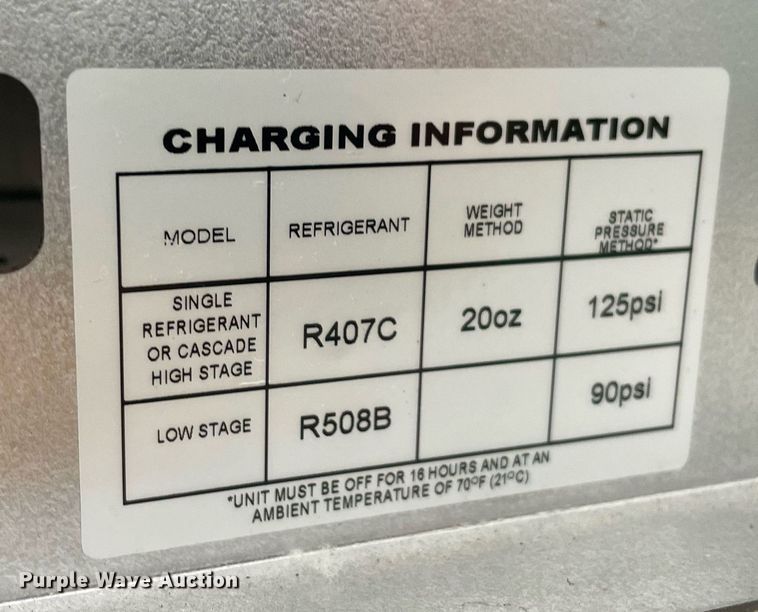 CHARGING INFORMATION
MODEL
REFRIGERANT
WEIGHT
METHOD
STATIC
PRESSURE
METHOD*
SINGLE
REFRIGERANT
OR CASCADE
HIGH STAGE
R407C
20oz
125psi
LOW STAGE
R508B
90psi
*UNIT MUST BE OFF FOR 16 HOURS AND AT AN
AMBIENT TEMPERATURE OF 70ºF (21ºC)
Purple Wave Auction